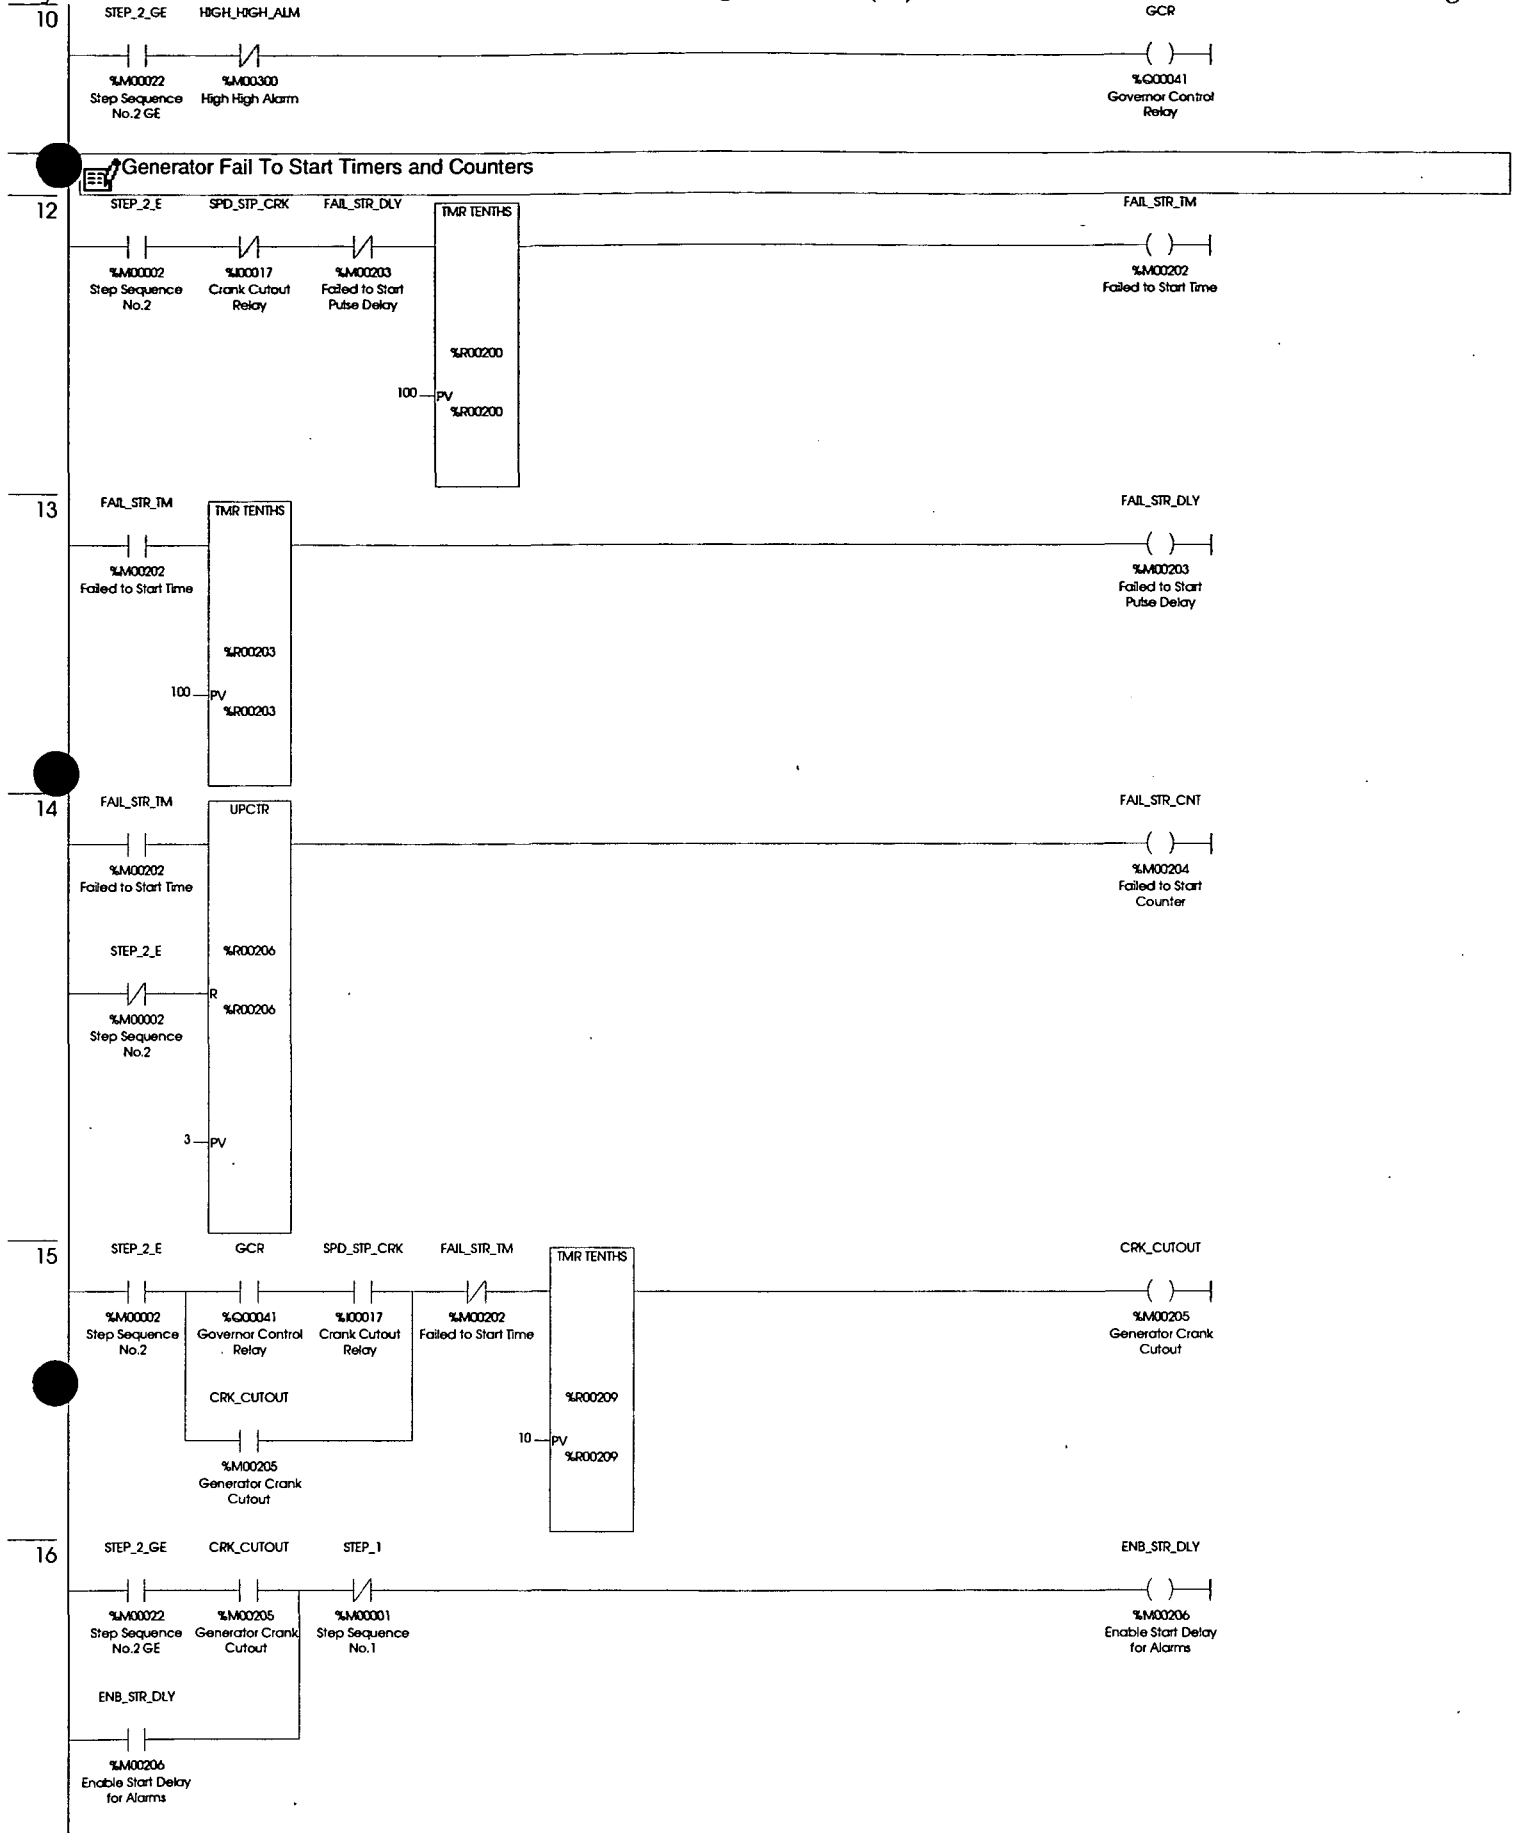 10
STEP_2_GE HIGH_HIGH_ALM GCR
%M00022 %M00300 %Q00041
Step Sequence High High Alarm Governor Control
No.2 GE Relay
Generator Fail To Start Timers and Counters
12
STEP_2_E SPD_STP_CRK FAIL_STR_DLY TMR TENTHS FAIL_STR_TM
%M00002 %I00017 %M00203 %M00202
Step Sequence Crank Cutout Failed to Start Failed to Start Time
No.2 Relay Pulse Delay
%R00200
100 PV
%R00200
13
FAIL_STR_TM TMR TENTHS FAIL_STR_DLY
%M00202 %M00203
Failed to Start Time Failed to Start
Pulse Delay
%R00203
100 PV
%R00203
14
FAIL_STR_TM UPCTR FAIL_STR_CNT
%M00202 %M00204
Failed to Start Time Failed to Start
Counter
STEP_2_E %R00206
R
%M00002 %R00206
Step Sequence
No.2
3 PV
15
STEP_2_E GCR SPD_STP_CRK FAIL_STR_TM TMR TENTHS CRK_CUTOUT
%M00002 %Q00041 %I00017 %M00202 %M00205
Step Sequence Governor Control Crank Cutout Failed to Start Time Generator Crank
No.2 Relay Relay Cutout
CRK_CUTOUT %R00209
10 PV
%M00205 %R00209
Generator Crank
Cutout
16
STEP_2_GE CRK_CUTOUT STEP_1 ENB_STR_DLY
%M00022 %M00205 %M00001 %M00206
Step Sequence Generator Crank Step Sequence Enable Start Delay
No.2 GE Cutout No.1 for Alarms
ENB_STR_DLY
%M00206
Enable Start Delay
for Alarms